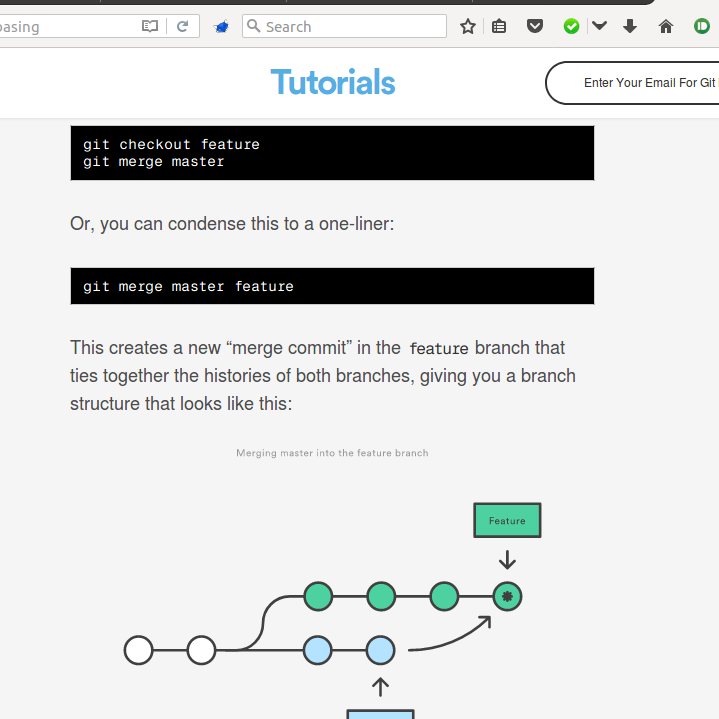 basing
Search
Tutorials
Enter Your Email For Git
git checkout feature
git merge master
Or, you can condense this to a one-liner:
git merge master feature
This creates a new “merge commit” in the feature branch that
ties together the histories of both branches, giving you a branch
structure that looks like this:
Merging master into the feature branch
Feature